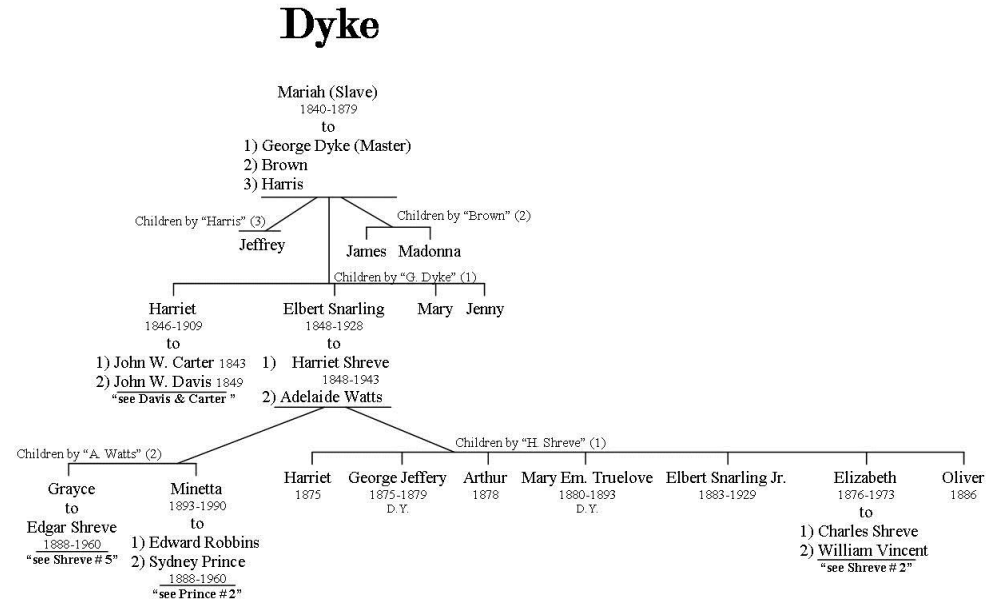 Dyke
Mariah (Slave)
1840-1879
to
1) George Dyke (Master)
2) Brown
3) Harris
Children by "Harris" (3)
Jeffrey
Children by "Brown" (2)
James Madonna
Children by "G. Dyke" (1)
Harriet
1846-1909
to
1) John W. Carter 1843
2) John W. Davis 1849
"see Davis & Carter "
Elbert Snarling
1848-1928
to
1) Harriet Shreve
1848-1943
2) Adelaide Watts
Mary
Jenny
Children by "A. Watts" (2)
Grayce
to
Edgar Shreve
1888-1960
"see Shreve # 5"
Minetta
1893-1990
to
1) Edward Robbins
2) Sydney Prince
1888-1960
"see Prince # 2"
Children by "H. Shreve" (1)
Harriet
1875
George Jeffery
1875-1879
D.Y.
Arthur
1878
Mary Em. Truelove
1880-1893
D.Y.
Elbert Snarling Jr.
1883-1929
Elizabeth
1876-1973
to
1) Charles Shreve
2) William Vincent
"see Shreve # 2"
Oliver
1886